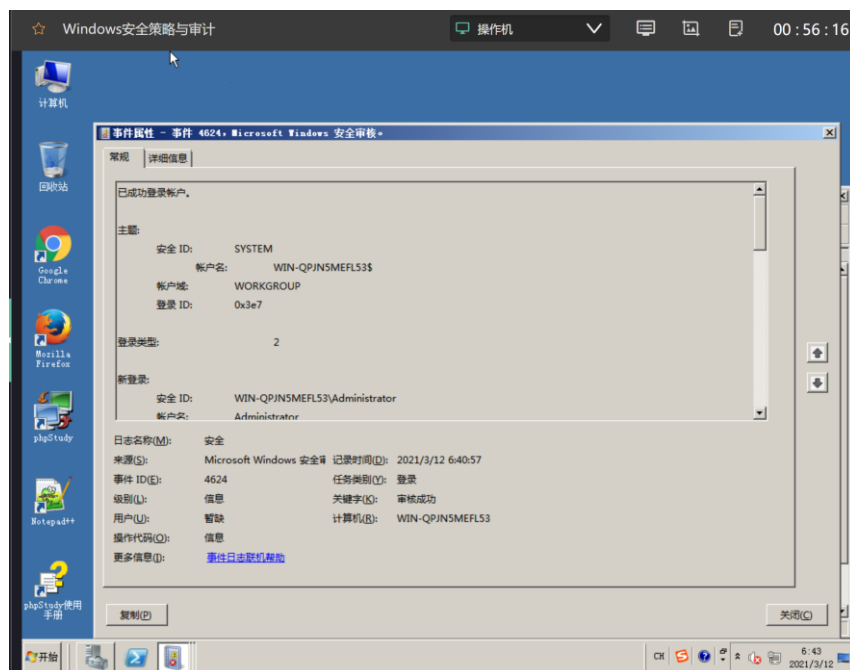 Windows安全策略与审计
操作机
00 : 56 : 16
计算机
回收站
Google
Chrome
Mozilla
Firefox
phpStudy
Notepad++
phpStudy使用
手册
事件属性 - 事件 4624，Microsoft Windows 安全审核。
常规
详细信息
已成功登录帐户。
主题:
安全 ID: SYSTEM
帐户名: WIN-QPJN5MEFL53$
帐户域: WORKGROUP
登录 ID: 0x3e7
登录类型: 2
新登录:
安全 ID: WIN-QPJN5MEFL53\Administrator
帐户名: Administrator
日志名称(M): 安全
来源(S): Microsoft Windows 安全审 记录时间(D): 2021/3/12 6:40:57
事件 ID(E): 4624 任务类别(Y): 登录
级别(L): 信息 关键字(K): 审核成功
用户(U): 暂缺 计算机(R): WIN-QPJN5MEFL53
操作代码(O): 信息
更多信息(I): 事件日志联机帮助
复制(P)
关闭(C)
开始
CH
6:43
2021/3/12